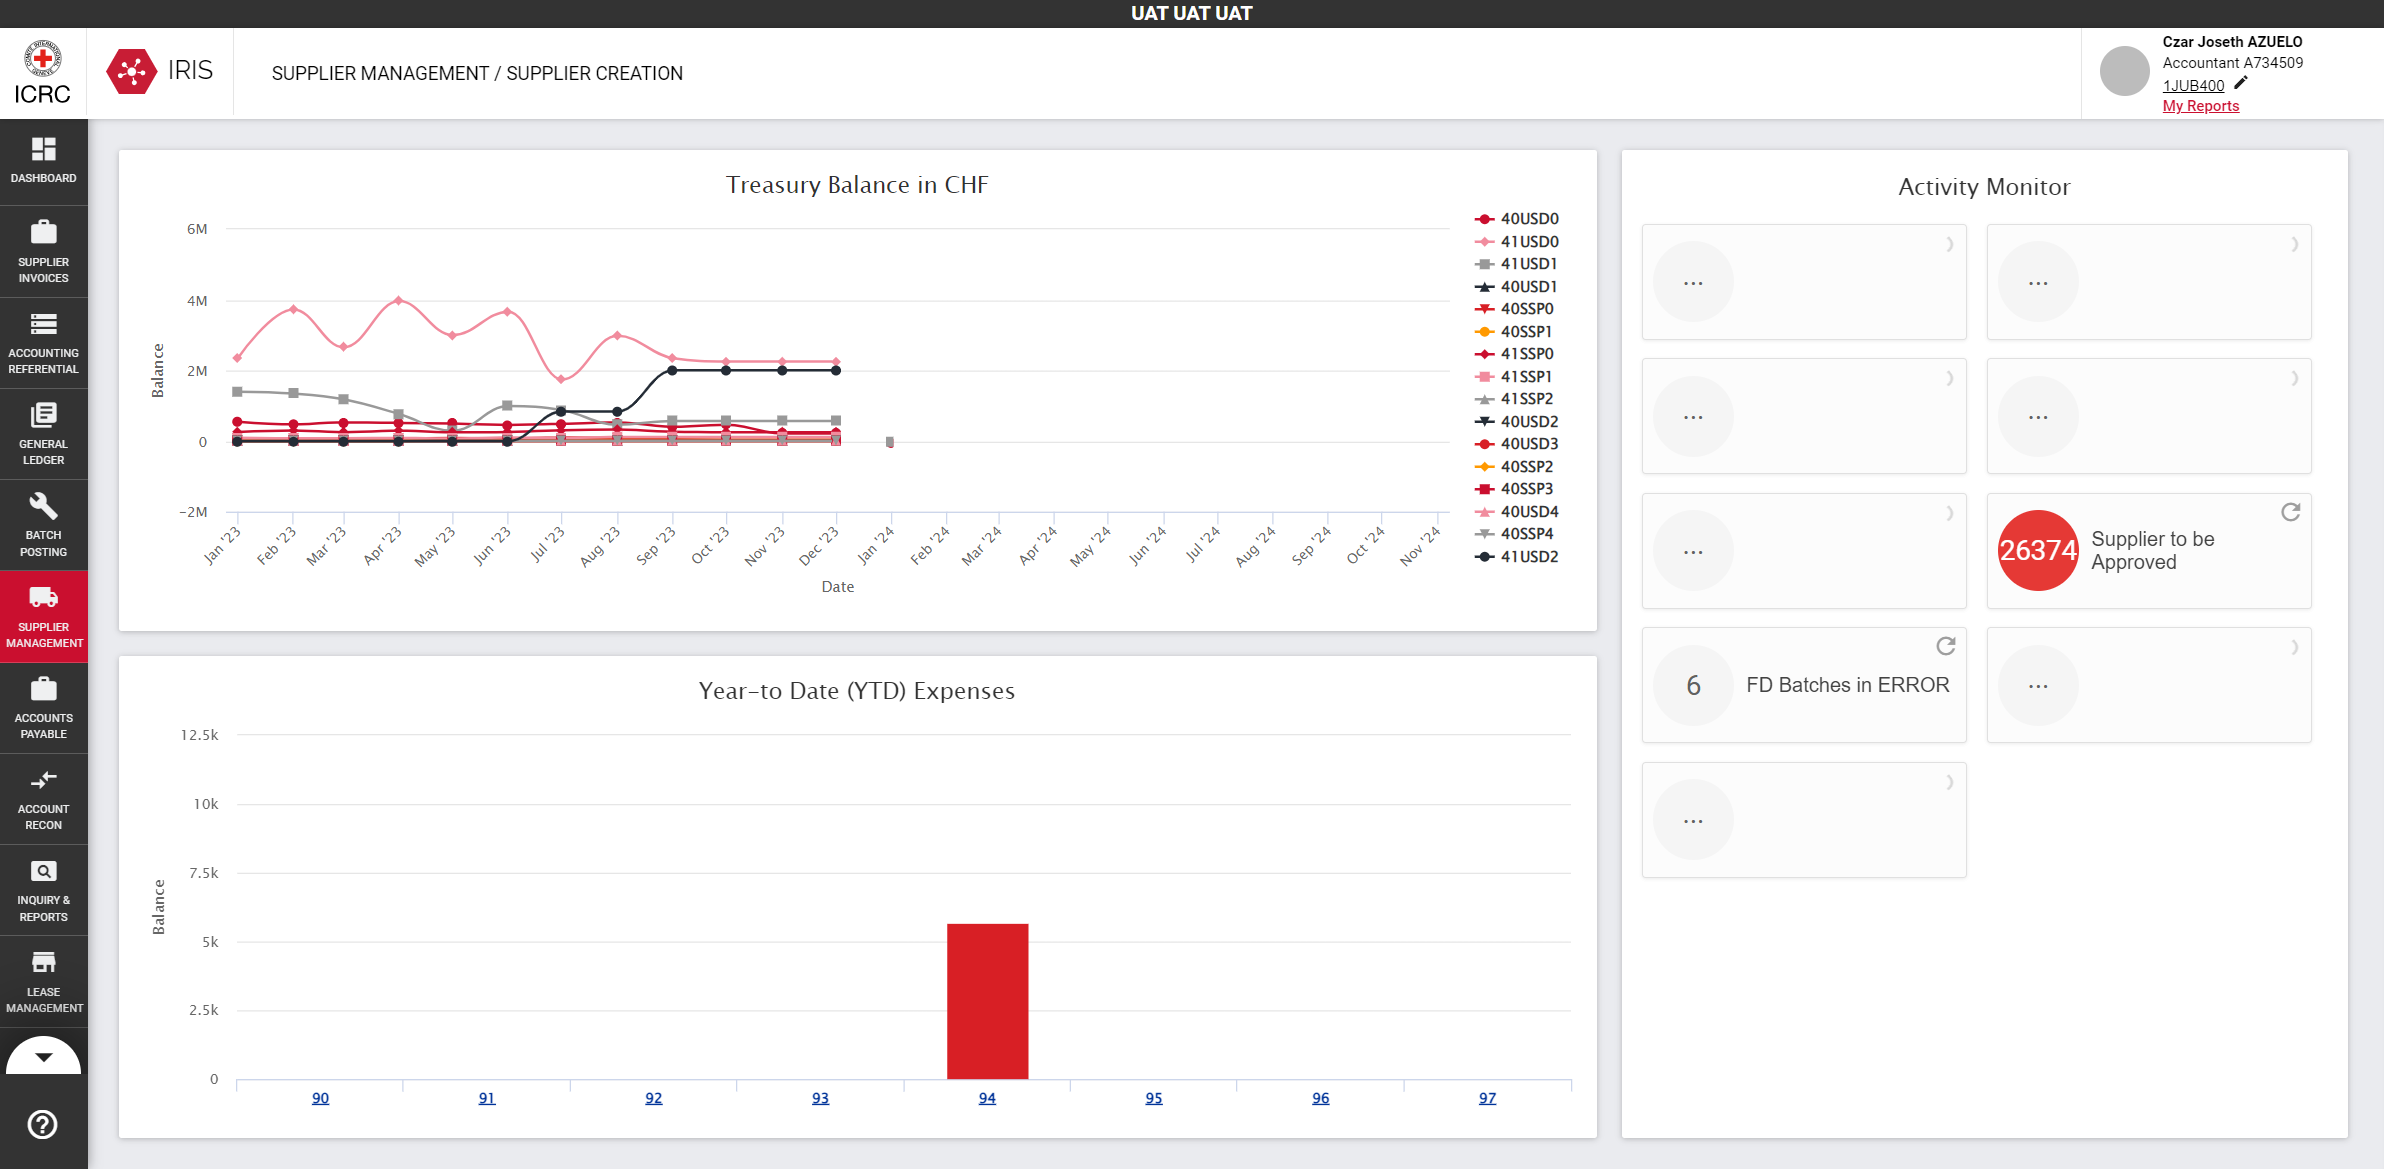 UAT UAT UAT
COMITE INTERNATIONAL GENEVE
ICRC
IRIS
SUPPLIER MANAGEMENT / SUPPLIER CREATION
Czar Joseth AZUELO
Accountant A734509
1JUB400
My Reports
DASHBOARD
SUPPLIER
INVOICES
ACCOUNTING
REFERENTIAL
GENERAL
LEDGER
BATCH
POSTING
SUPPLIER
MANAGEMENT
ACCOUNTS
PAYABLE
ACCOUNT
RECON
INQUIRY &
REPORTS
LEASE
MANAGEMENT
Treasury Balance in CHF
Balance
6M
4M
2M
0
-2M
Jan '23
Feb '23
Mar '23
Apr '23
May '23
Jun '23
Jul '23
Aug '23
Sep '23
Oct '23
Nov '23
Dec '23
Jan '24
Feb '24
Mar '24
Apr '24
May '24
Jun '24
Jul '24
Aug '24
Sep '24
Oct '24
Nov '24
Date
40USD0
41USD0
41USD1
40USD1
40SSP0
40SSP1
41SSP0
41SSP1
41SSP2
40USD2
40USD3
40SSP2
40SSP3
40USD4
40SSP4
41USD2
Year-to Date (YTD) Expenses
Balance
12.5k
10k
7.5k
5k
2.5k
0
90
91
92
93
94
95
96
97
Activity Monitor
...
...
...
...
...
26374
Supplier to be
Approved
6
FD Batches in ERROR
...
...